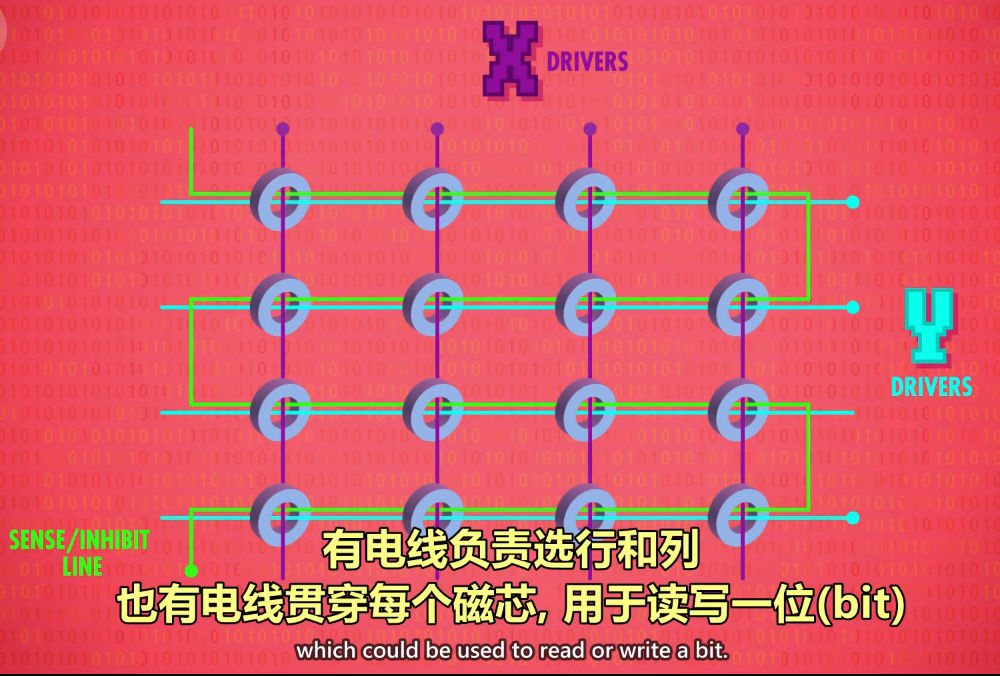 X DRIVERS
Y
DRIVERS
SENSE/INHIBIT
LINE
有电线负责选行和列
也有电线贯穿每个磁芯, 用于读写一位(bit)
which could be used to read or write a bit.